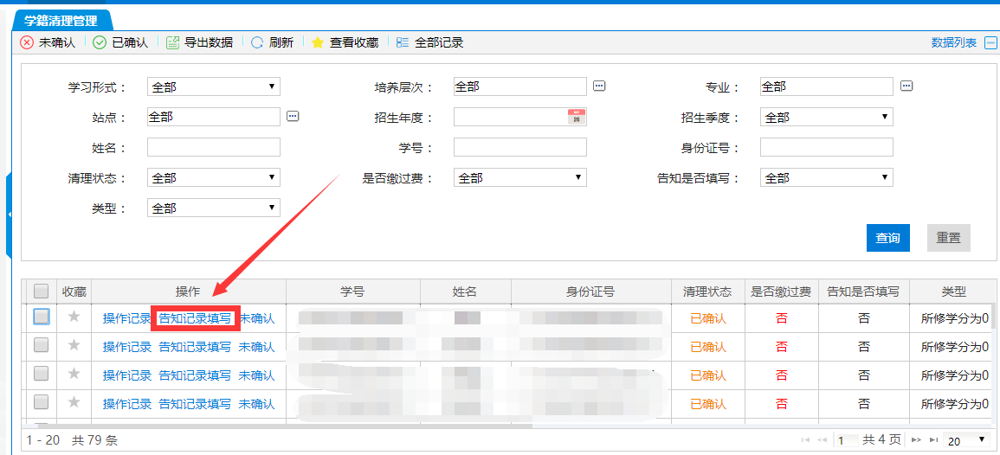 学籍清理管理
未确认 已确认 导出数据 刷新 查看收藏 全部记录 数据列表
学习形式： 全部 培养层次： 全部 专业： 全部
站点： 全部 招生年度： 招生季度： 全部
姓名： 学号： 身份证号：
清理状态： 全部 是否缴过费： 全部 告知是否填写： 全部
类型： 全部
查询 重置
收藏 操作 学号 姓名 身份证号 清理状态 是否缴过费 告知是否填写 类型
操作记录 告知记录填写 未确认 已确认 否 否 所修学分为0
操作记录 告知记录填写 未确认 已确认 否 否 所修学分为0
操作记录 告知记录填写 未确认 已确认 否 否 所修学分为0
操作记录 告知记录填写 未确认 已确认 否 否 所修学分为0
1 - 20 共 79 条 1 共 4 页 20